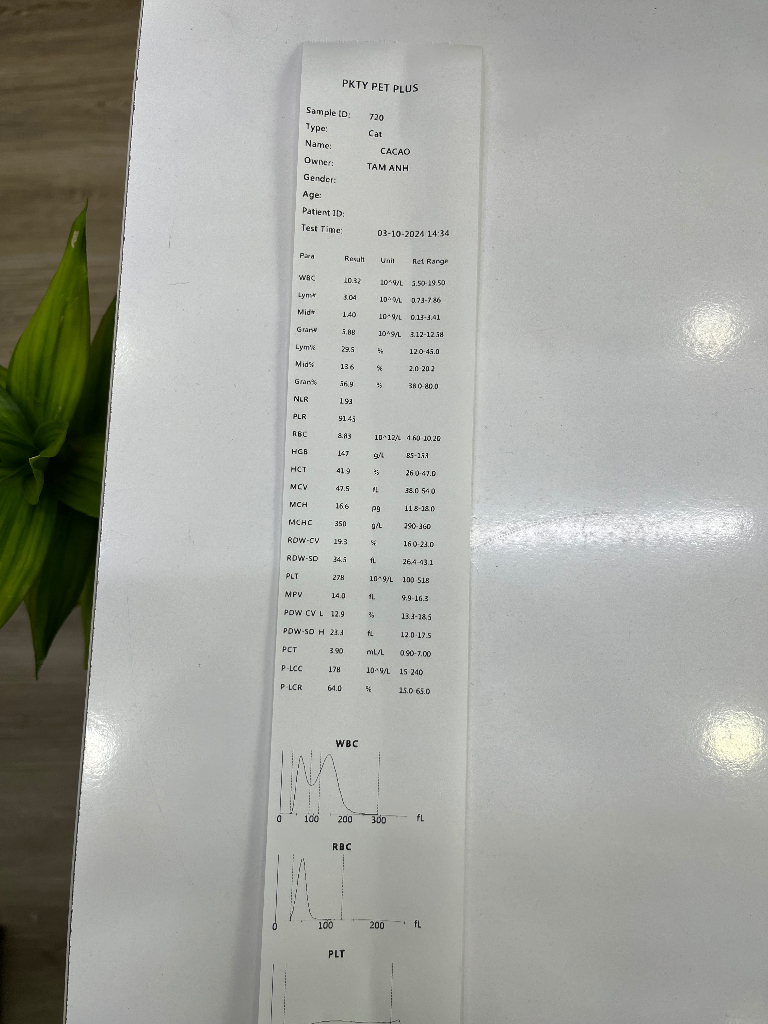 PKTY PET PLUS
Sample ID: 720
Type: Cat
Name: CACAO
Owner: TAM ANH
Gender:
Age:
Patient ID:
Test Time: 03-10-2024 14:34
Para Result Unit Ref. Range
WBC 10.32 10^9/L 5.50-19.50
Lym# 3.04 10^9/L 0.73-7.86
Mid# 1.40 10^9/L 0.13-3.41
Gran# 5.88 10^9/L 3.12-12.58
Lym% 29.5 % 12.0-45.0
Mid% 13.6 % 2.0-20.2
Gran% 56.9 % 38.0-80.0
NLR 1.93
PLR 91.45
RBC 8.83 10^12/L 4.60-10.20
HGB 147 g/L 85-153
HCT 41.9 % 26.0-47.0
MCV 47.5 fL 38.0-54.0
MCH 16.6 pg 11.8-18.0
MCHC 350 g/L 290-360
RDW-CV 19.3 % 16.0-23.0
RDW-SD 34.5 fL 26.4-43.1
PLT 278 10^9/L 100-518
MPV 14.0 fL 9.9-16.3
PDW-CV L 12.9 % 13.3-18.5
PDW-SD H 23.3 fL 12.0-17.5
PCT 3.90 mL/L 0.90-7.00
P-LCC 178 10^9/L 15-240
P-LCR 64.0 % 15.0-65.0
WBC
0 100 200 300 fL
RBC
0 100 200 fL
PLT